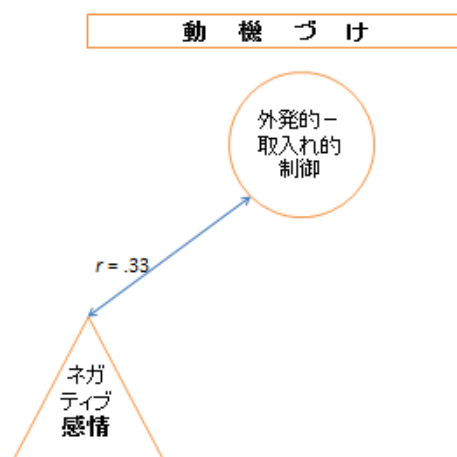 動 機 づ け
外発的－
取入れ的
制御
r = .33
ネガ
ティブ
感情